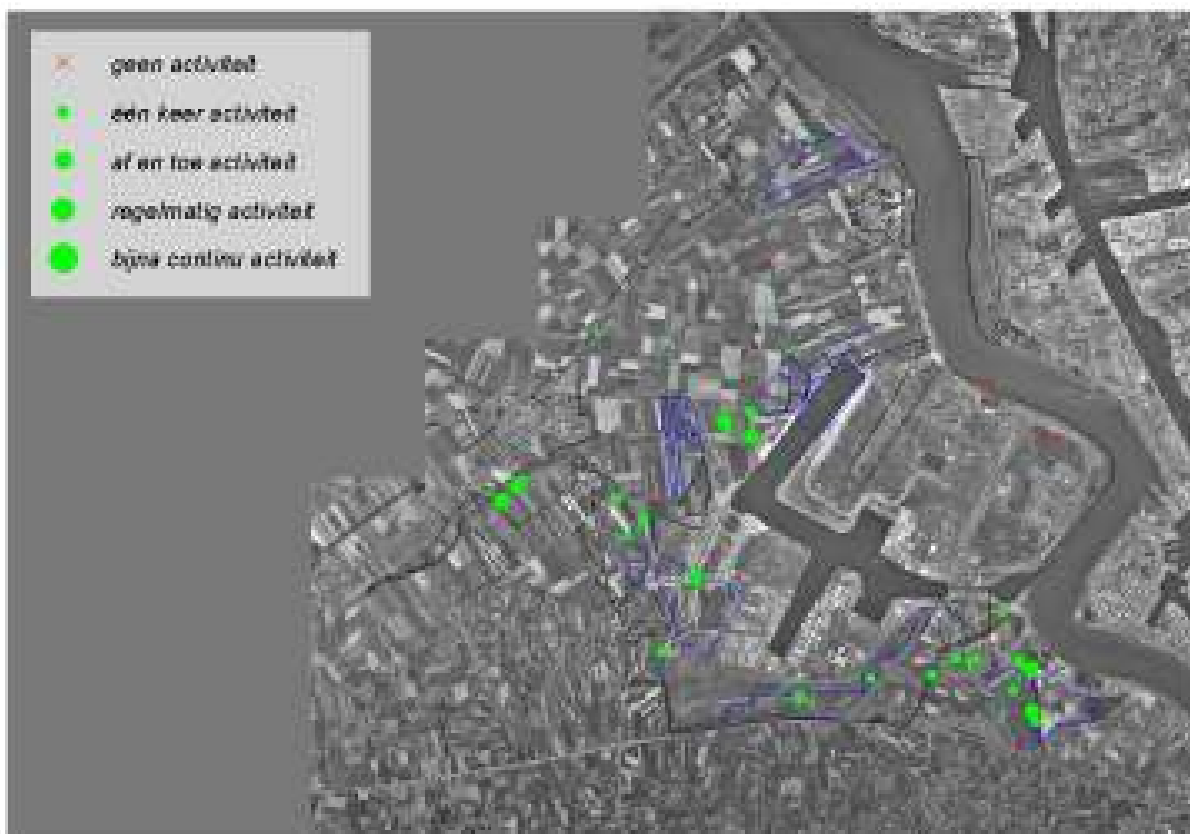 geen activiteit
één keer activiteit
af en toe activiteit
regelmatig activiteit
bijna continu activiteit